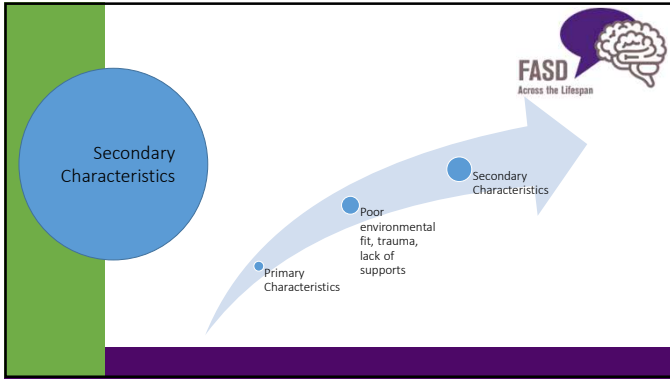 FASD
Across the Lifespan
Secondary
Characteristics
Secondary
Characteristics
Poor
environmental
fit, trauma,
lack of
supports
Primary
Characteristics